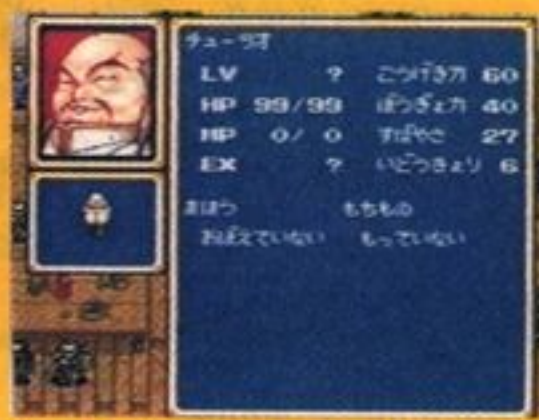 チューラオ
LV ? こうげき力 60
HP 99/99 ぼうぎょ力 40
MP 0/ 0 すばやさ 27
EX ? いどうきょり 6
まほう もちもの
おぼえていない もっていない